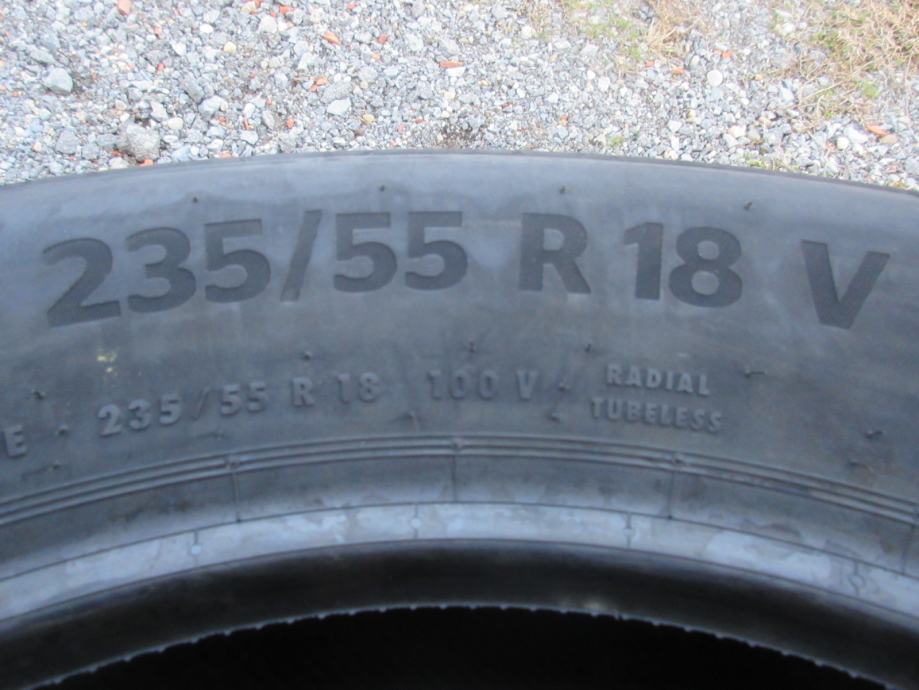 235/55 R 18 V
E · 235/55 R 18 100 V · RADIAL
TUBELESS